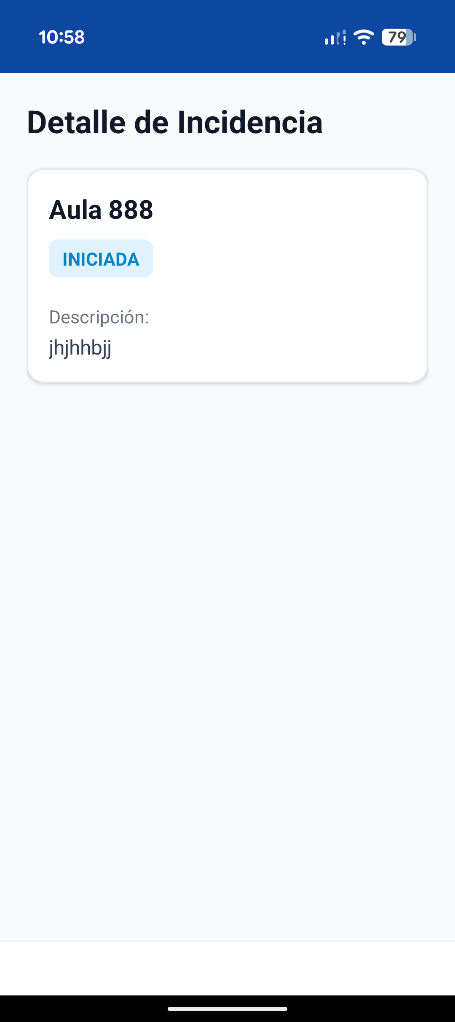 10:58
79
Detalle de Incidencia
Aula 888
INICIADA
Descripción:
jhjhhbjj